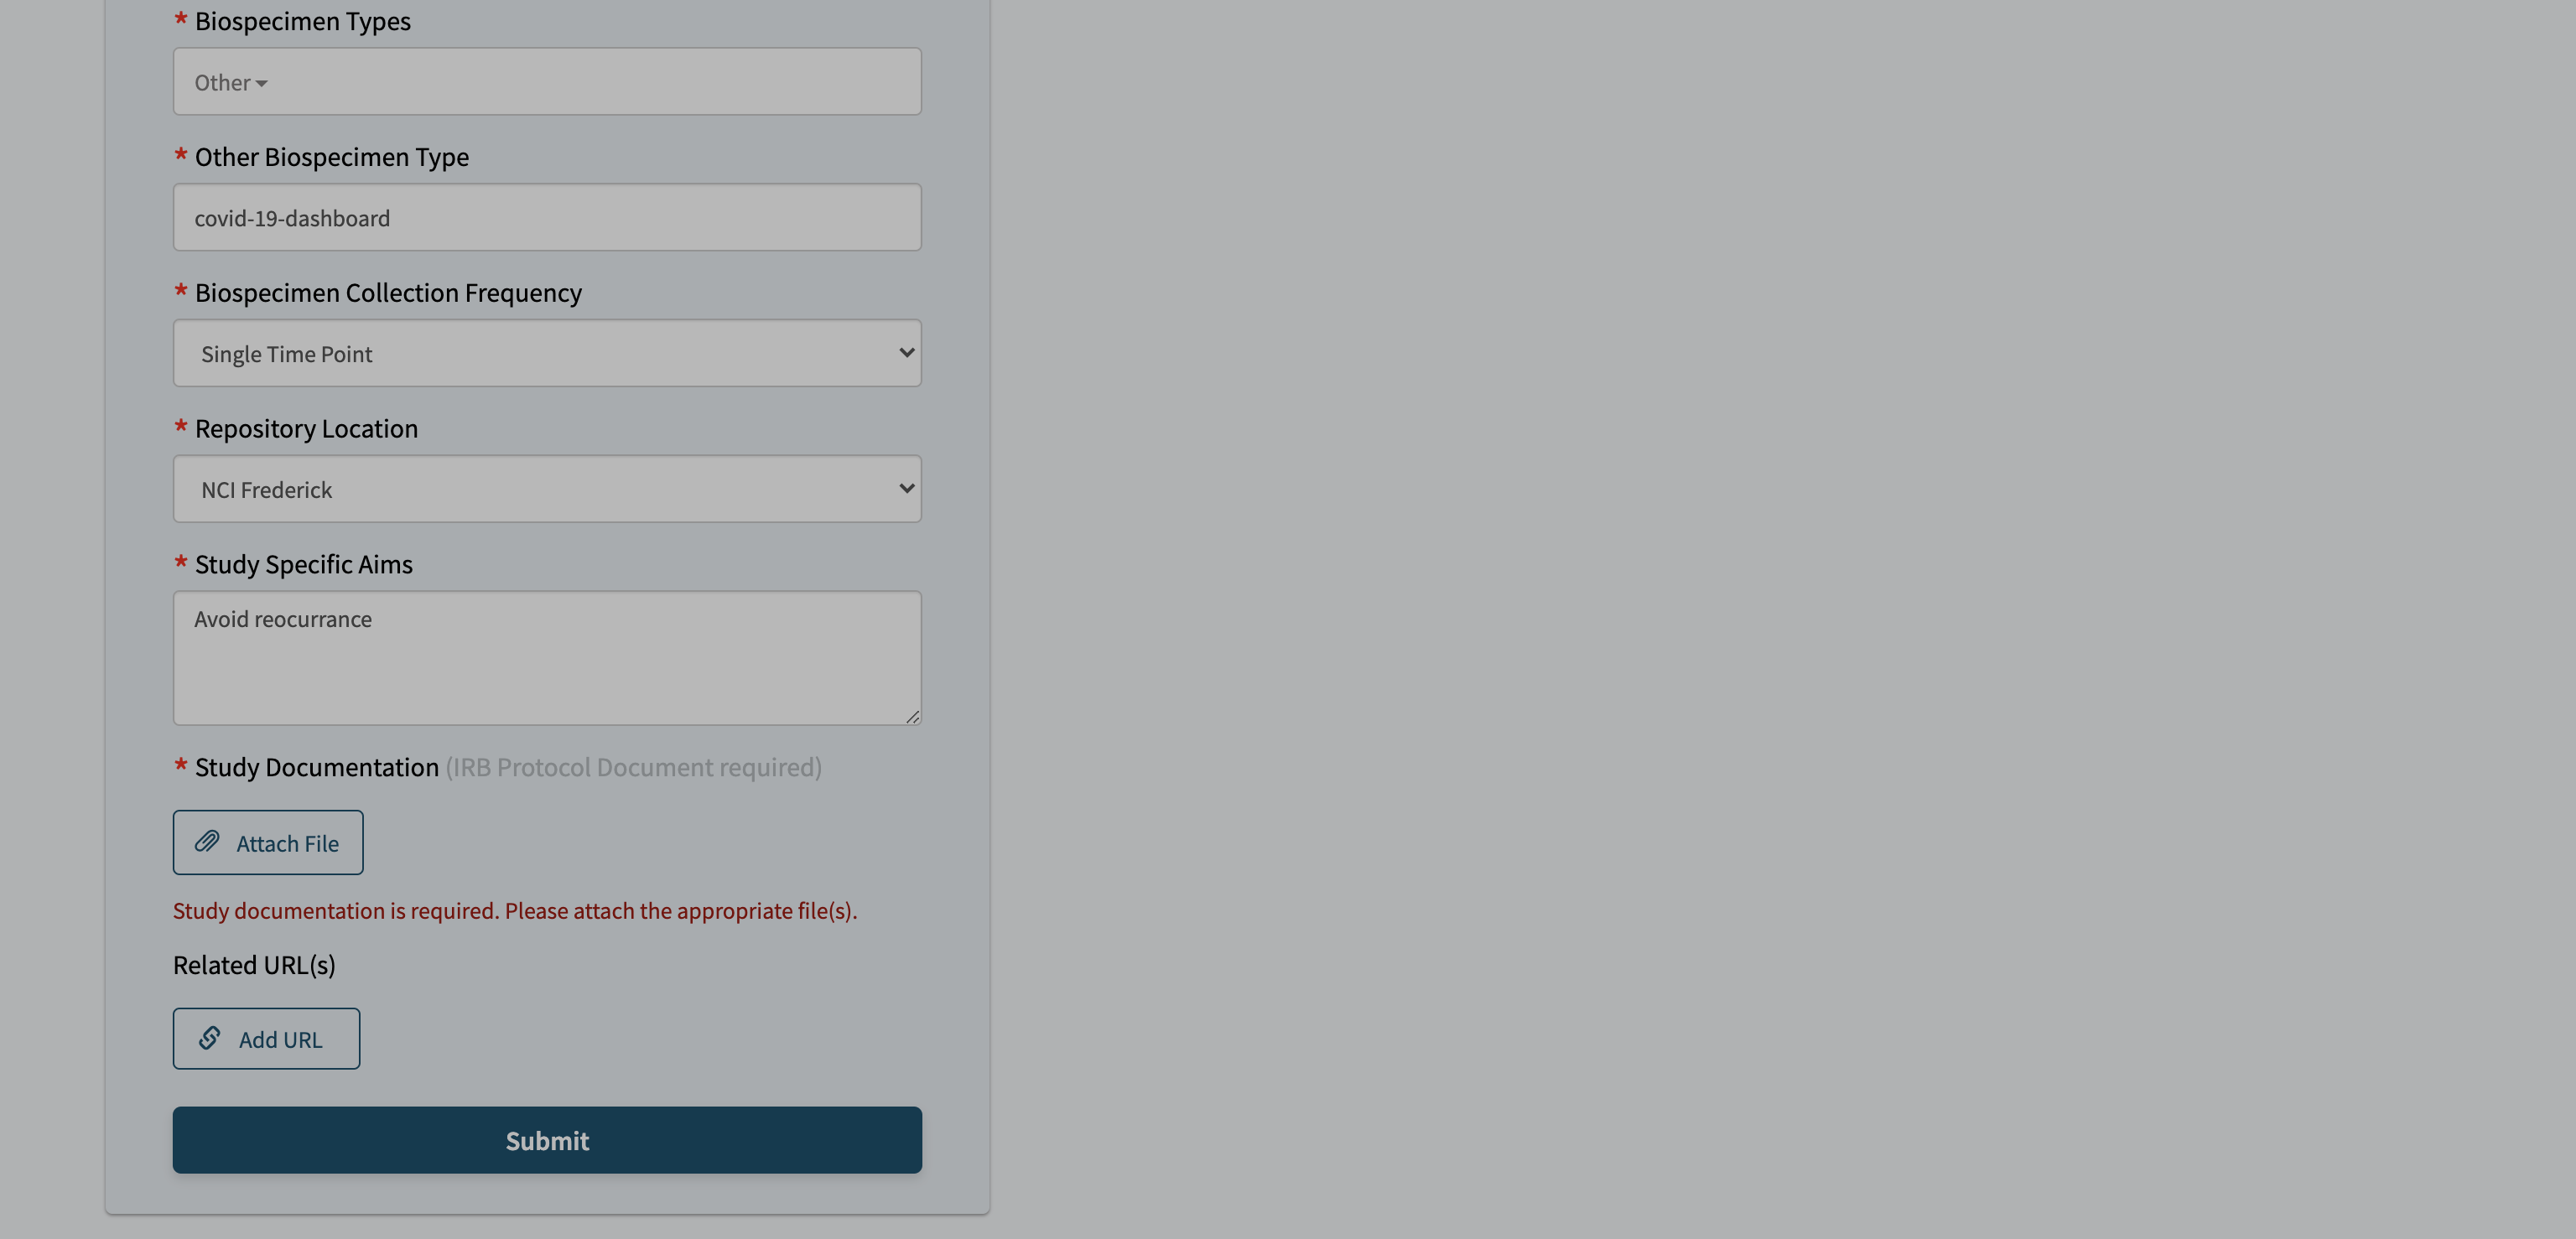 * Biospecimen Types
Other
* Other Biospecimen Type
covid-19-dashboard
* Biospecimen Collection Frequency
Single Time Point
* Repository Location
NCI Frederick
* Study Specific Aims
Avoid reocurrance
* Study Documentation (IRB Protocol Document required)
Attach File
Study documentation is required. Please attach the appropriate file(s).
Related URL(s)
Add URL
Submit